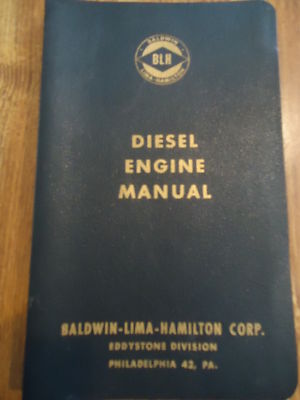 BALDWIN
BLH
LIMA-HAMILTON
DIESEL
ENGINE
MANUAL
BALDWIN-LIMA-HAMILTON CORP.
EDDYSTONE DIVISION
PHILADELPHIA 42, PA.